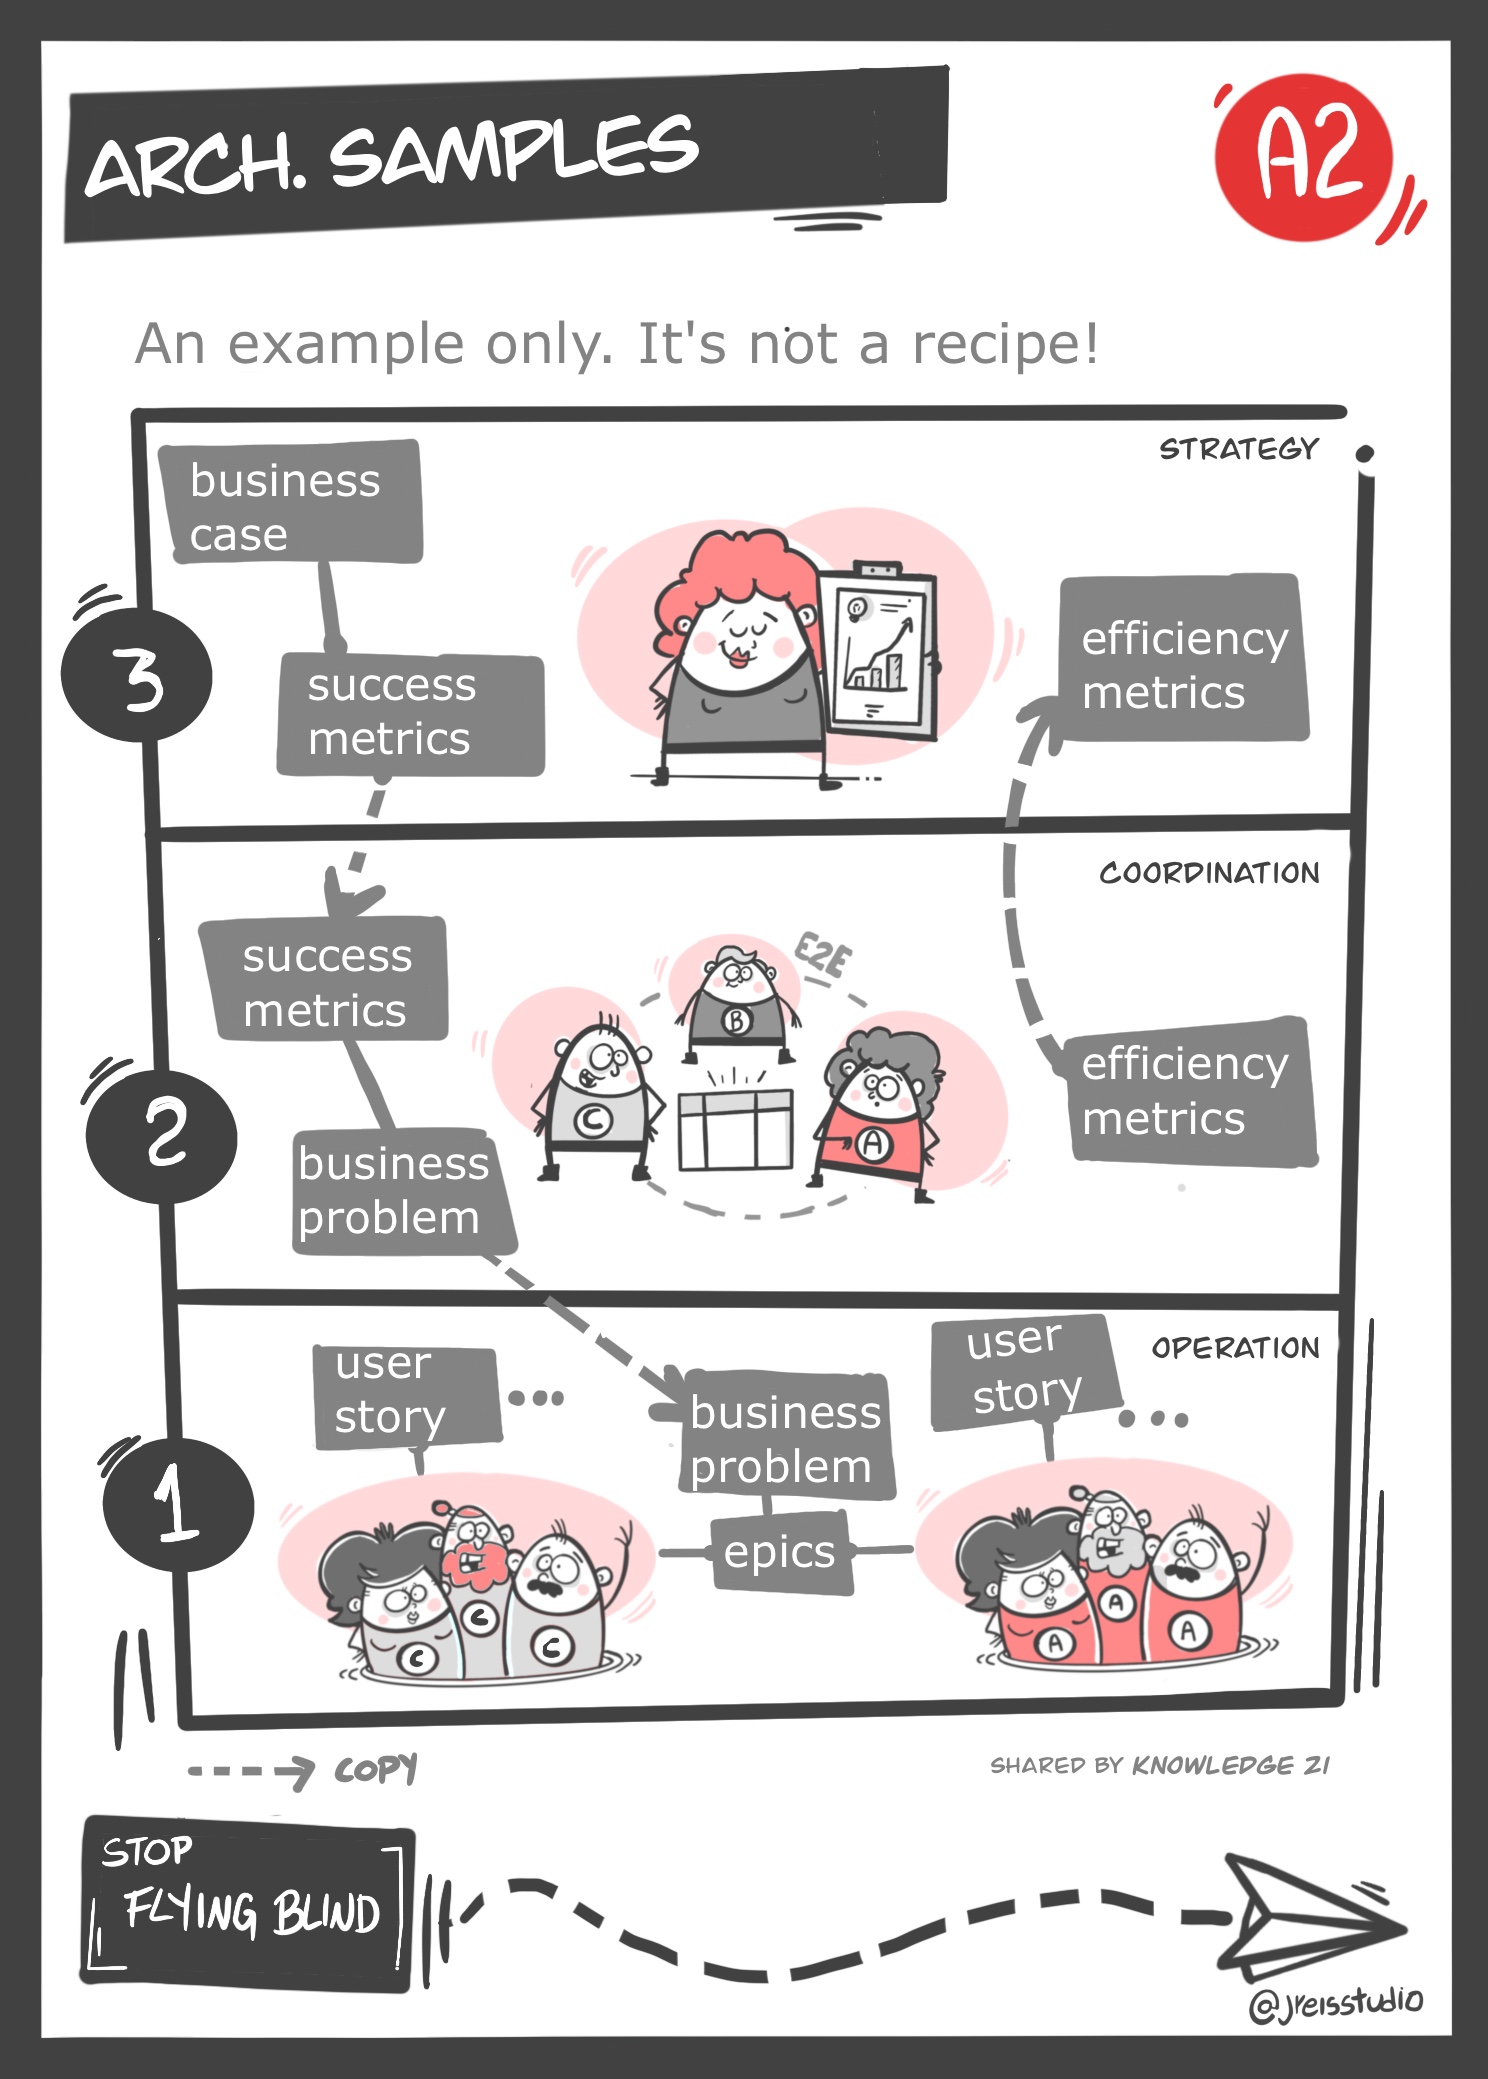 ARCH. SAMPLES
A2
An example only. It's not a recipe!
STRATEGY
business
case
success
metrics
efficiency
metrics
3
COORDINATION
success
metrics
E2E
B
C
A
efficiency
metrics
2
business
problem
OPERATION
user
story
...
business
problem
user
story
...
epics
1
C
C
C
A
A
A
COPY
SHARED BY KNOWLEDGE 21
STOP
FLYING BLIND
@jreisstudio